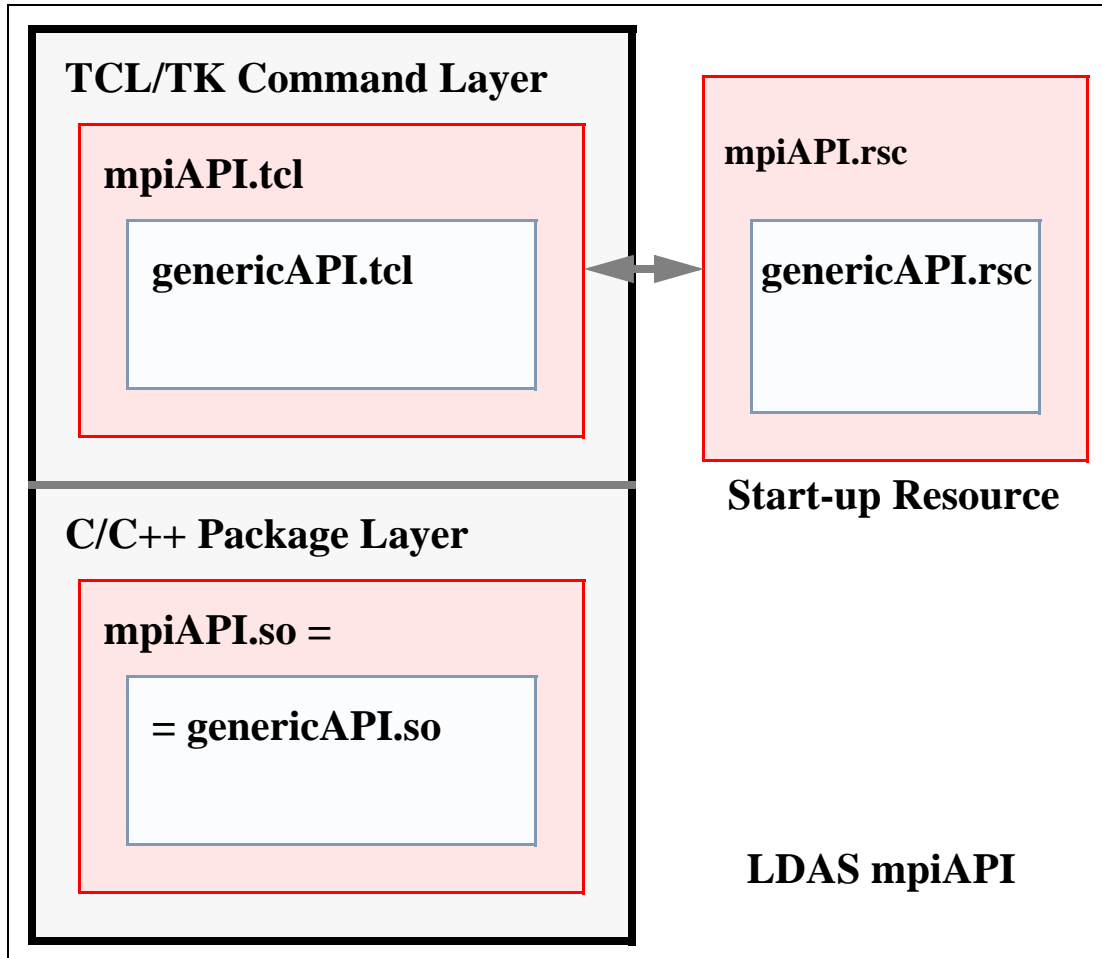 TCL/TK Command Layer
mpiAPI.tcl
genericAPI.tcl
mpiAPI.rsc
genericAPI.rsc
Start-up Resource
C/C++ Package Layer
mpiAPI.so =
= genericAPI.so
LDAS mpiAPI